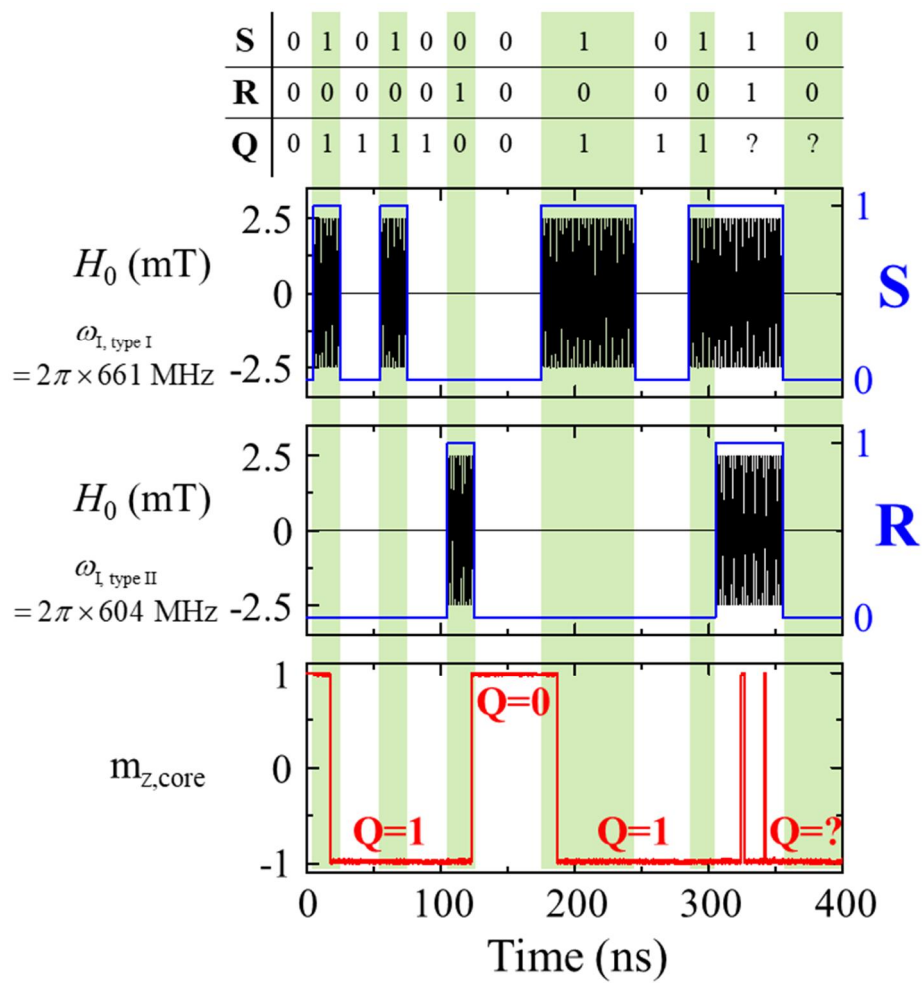 S 0 1 0 1 0 0 0 1 0 1 1 0
R 0 0 0 0 0 1 0 0 0 0 1 0
Q 0 1 1 1 1 0 0 1 1 1 ? ?
2.5
0
-2.5
H₀ (mT)
ω_I, type I
= 2π×661 MHz
1
0
S
2.5
0
-2.5
H₀ (mT)
ω_I, type II
= 2π×604 MHz
1
0
R
1
0
-1
m_z,core
Q=1
Q=0
Q=1
Q=?
0 100 200 300 400
Time (ns)